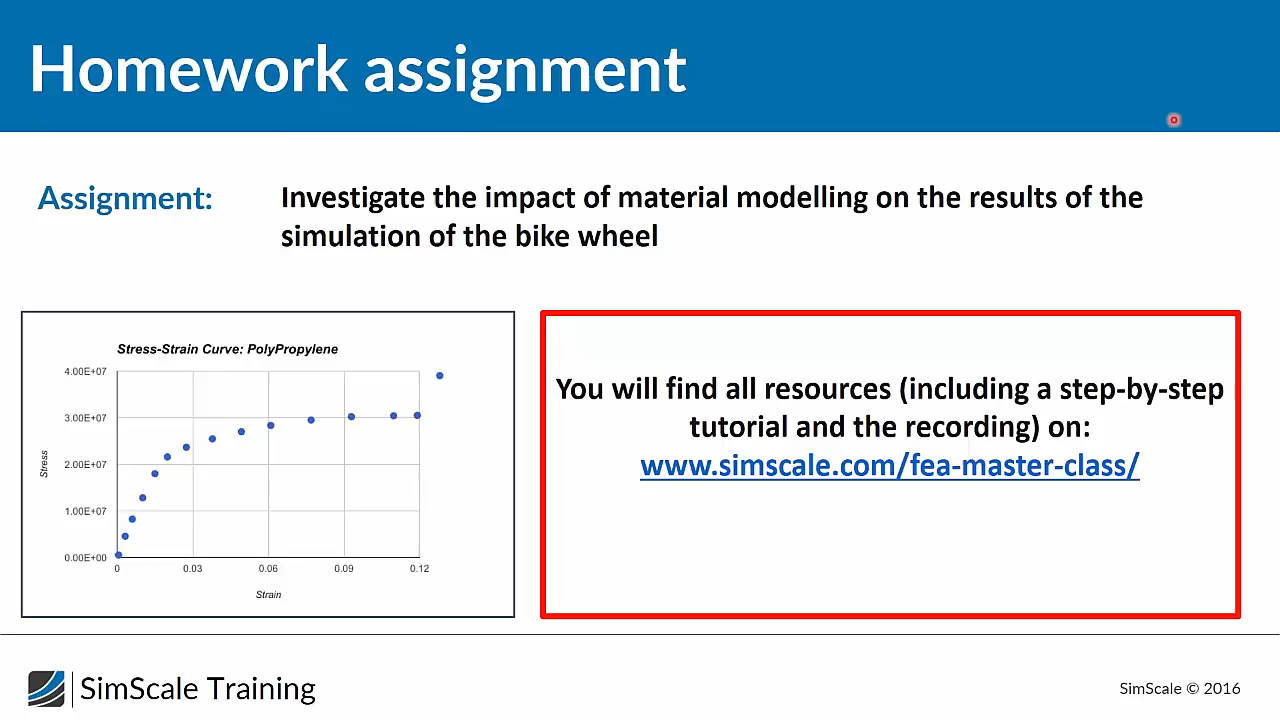 Homework assignment
Assignment:
Investigate the impact of material modelling on the results of the
simulation of the bike wheel
Stress-Strain Curve: PolyPropylene
4.00E+07
3.00E+07
2.00E+07
1.00E+07
0.00E+00
Stress
0 0.03 0.06 0.09 0.12
Strain
You will find all resources (including a step-by-step
tutorial and the recording) on:
www.simscale.com/fea-master-class/
SimScale Training
SimScale © 2016